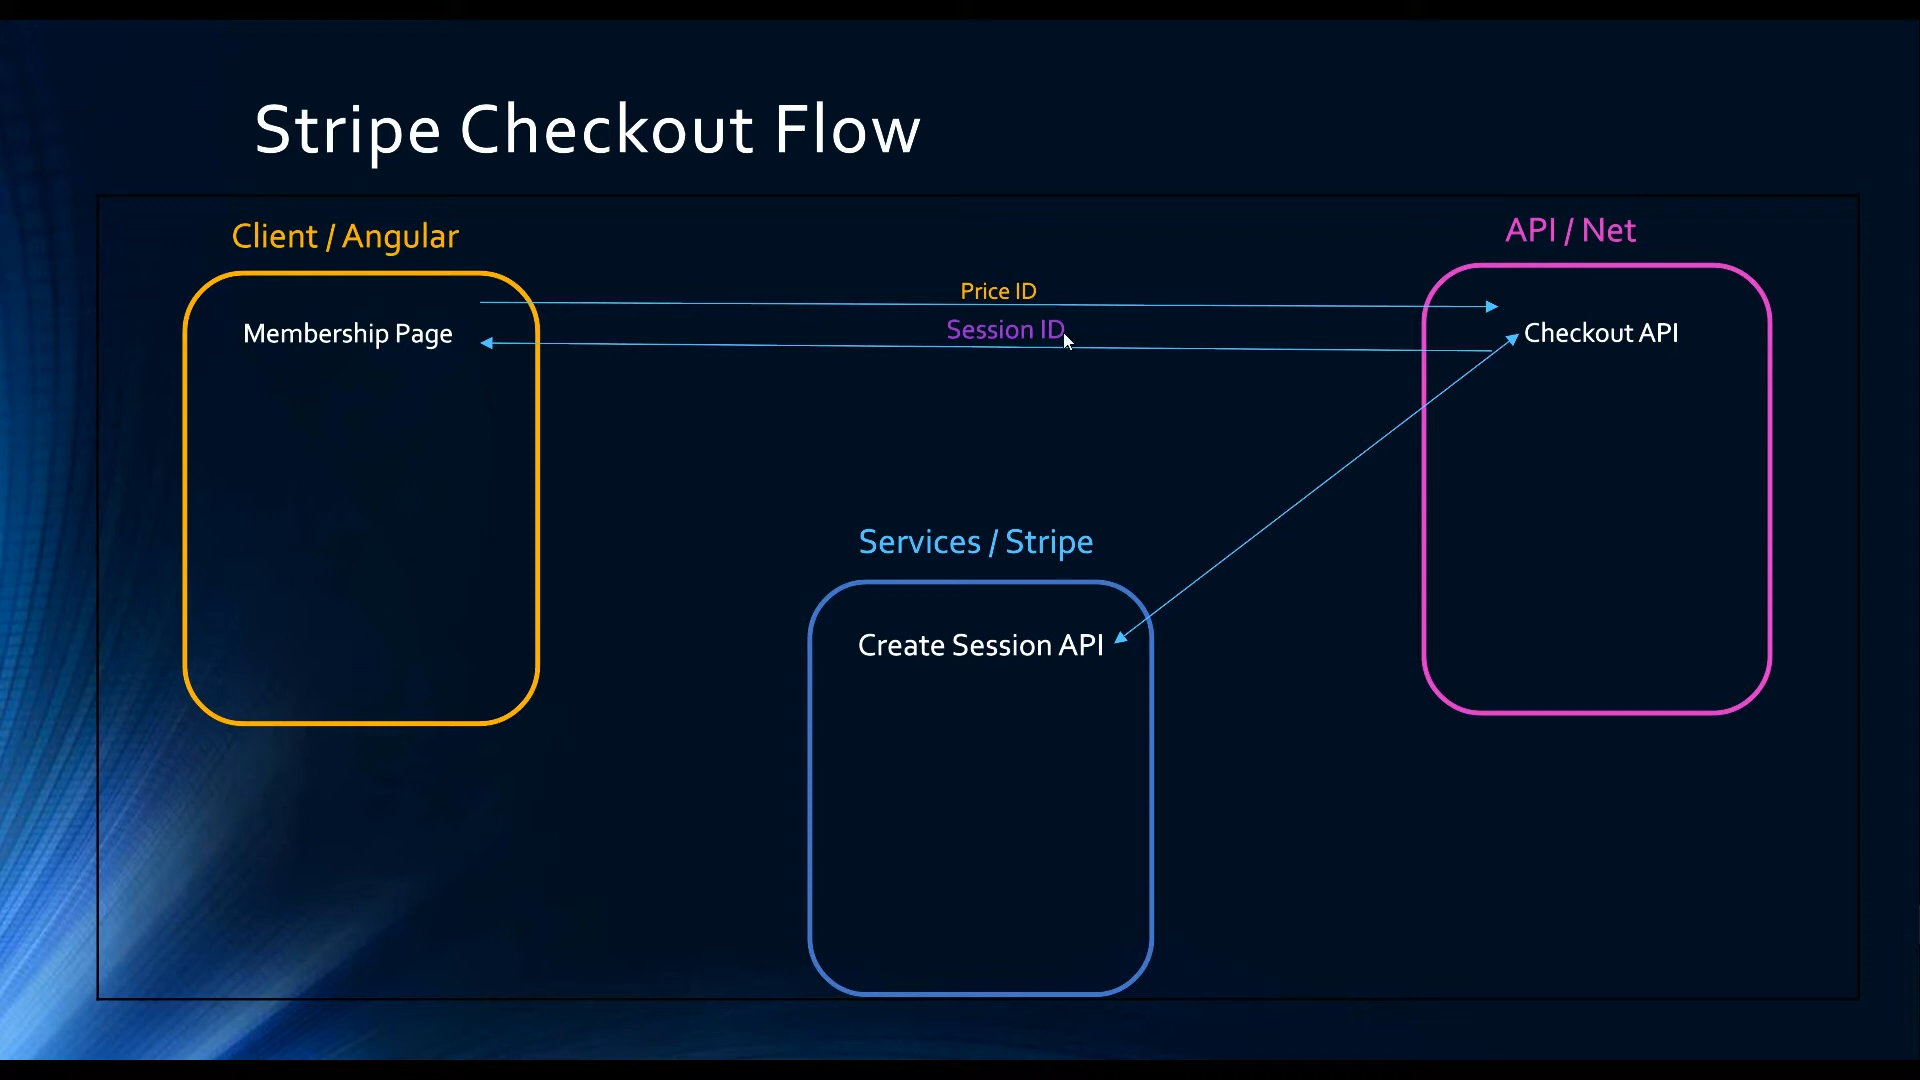 Stripe Checkout Flow
Client / Angular
API / Net
Price ID
Session ID
Membership Page
Checkout API
Services / Stripe
Create Session API